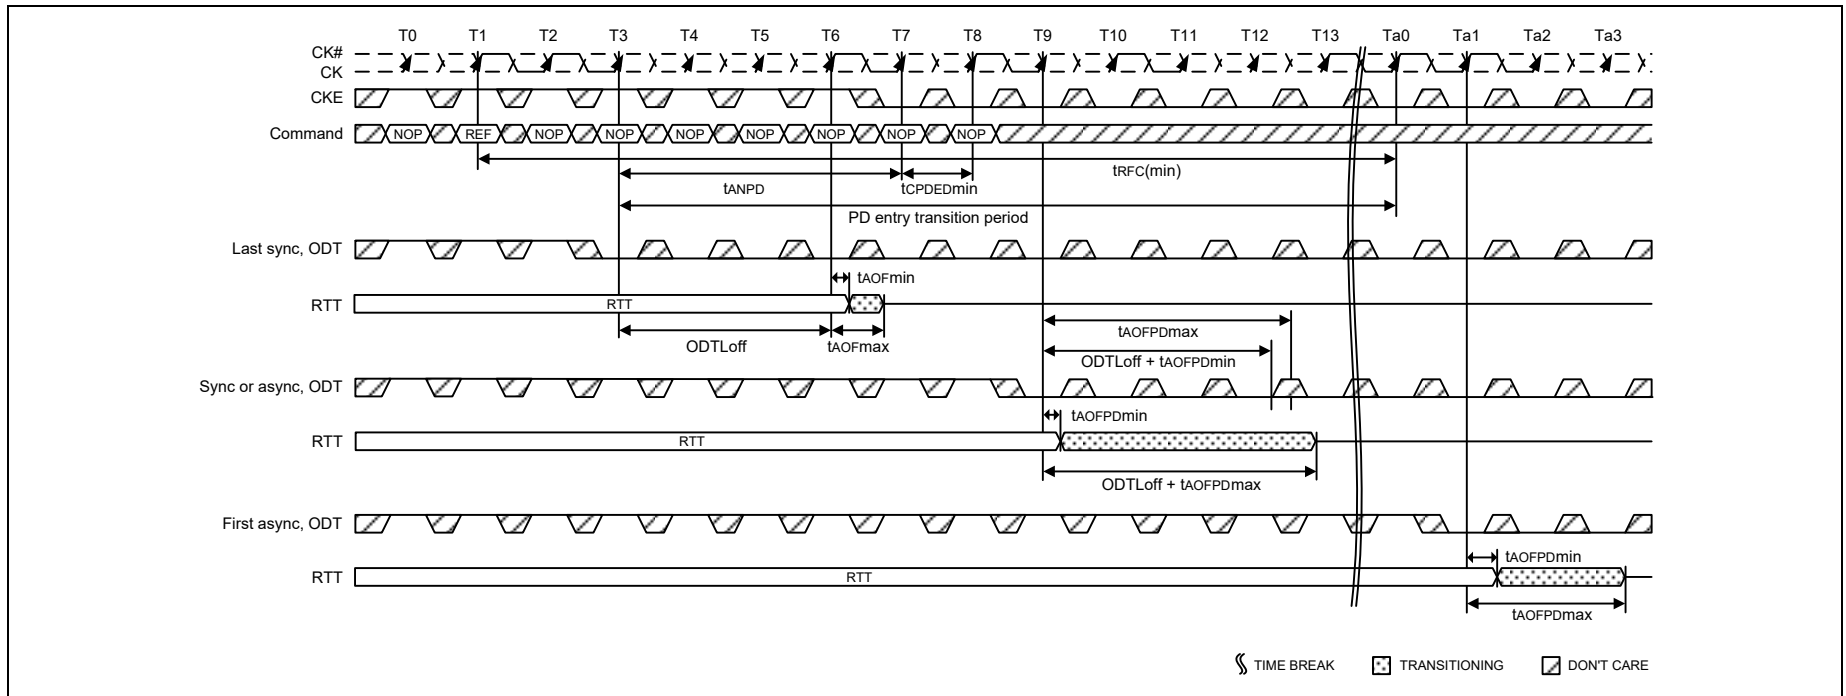 T0 T1 T2 T3 T4 T5 T6 T7 T8 T9 T10 T11 T12 T13 Ta0 Ta1 Ta2 Ta3
CK#
CK
CKE
Command NOP REF NOP NOP NOP NOP NOP NOP NOP
tRFC(min)
tANPD tCPDEDmin
PD entry transition period
Last sync, ODT
tAOFmin
RTT RTT
tAOFPDmax
ODTLoff tAOFmax
ODTLoff + tAOFPDmin
Sync or async, ODT
tAOFPDmin
RTT RTT
ODTLoff + tAOFPDmax
First async, ODT
tAOFPDmin
RTT RTT
tAOFPDmax
TIME BREAK TRANSITIONING DON'T CARE